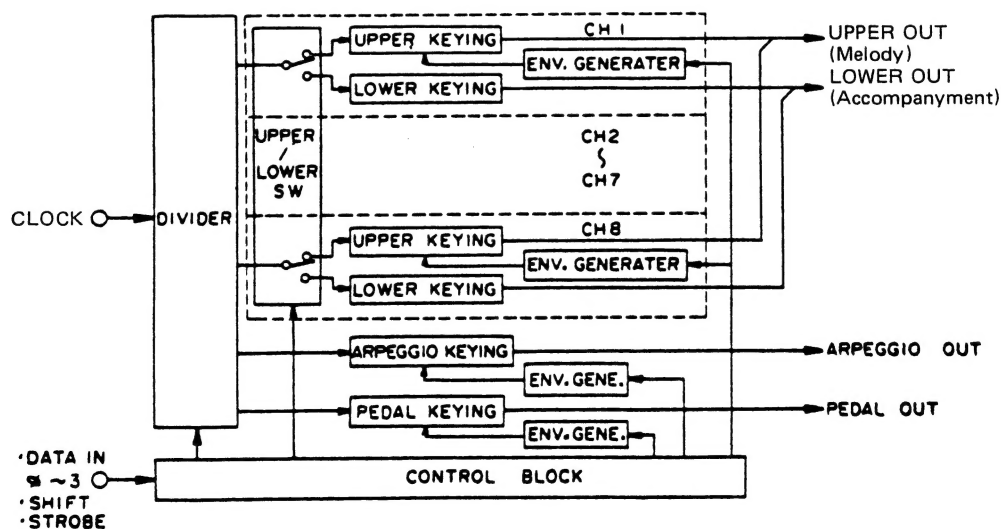 UPPER KEYING
CH 1
UPPER OUT
(Melody)
ENV. GENERATER
LOWER OUT
(Accompanyment)
LOWER KEYING
UPPER
/
LOWER
SW
CH2
~
CH7
CLOCK
DIVIDER
UPPER KEYING
CH8
ENV. GENERATER
LOWER KEYING
ARPEGGIO KEYING
ARPEGGIO OUT
ENV. GENE.
PEDAL KEYING
PEDAL OUT
ENV. GENE.
・DATA IN
ø ~3
・SHIFT
・STROBE
CONTROL BLOCK